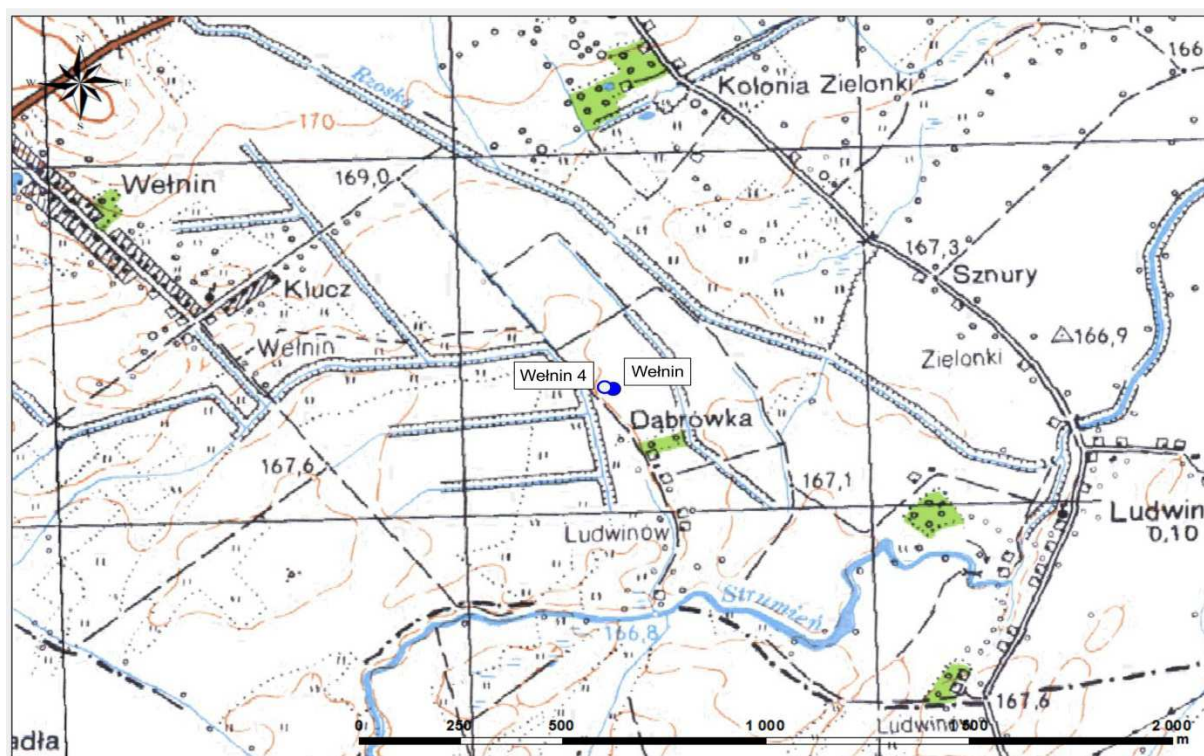 N
W
E
S
Rzoska
Kolonia Zielonki
166
170
169,0
Wełnin
167,3
Sznury
Klucz
166,9
Wełnin
Zielonki
Wełnin 4
Wełnin
Dąbrówka
167,6
167,1
Ludwinów
Ludwin
0,10
Strumień
166,8
167,6
Ludwinów
0
250
500
1 000
1 500
2 000
m
adła